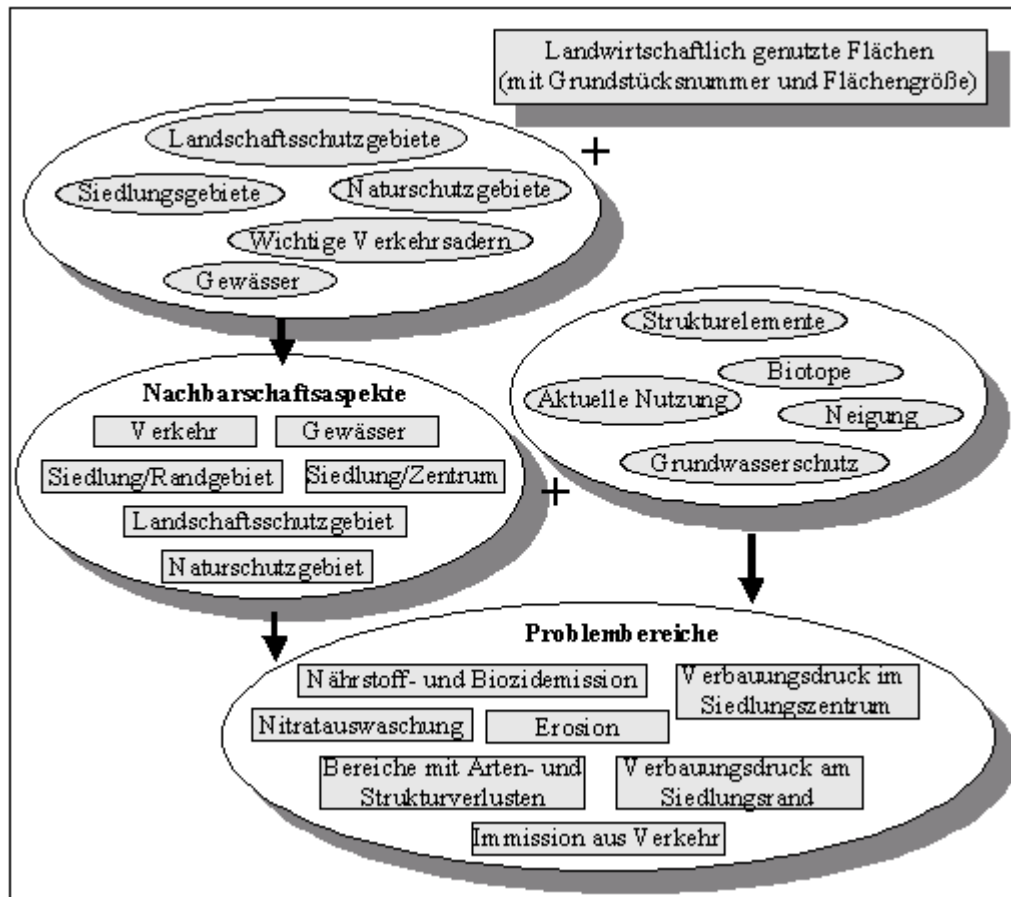 Landwirtschaftlich genutzte Flächen
(mit Grundstücksnummer und Flächengröße)
Landschaftsschutzgebiete
+
Siedlungsgebiete
Naturschutzgebiete
Wichtige Verkehrsadern
Gewässer
Strukturelemente
Biotope
Aktuelle Nutzung
Neigung
Grundwasserschutz
Nachbarschaftsaspekte
Verkehr
Gewässer
Siedlung/Randgebiet
Siedlung/Zentrum
+
Landschaftsschutzgebiet
Naturschutzgebiet
Problembereiche
Nährstoff- und Biozidemission
Verbauungsdruck im
Siedlungszentrum
Nitratauswaschung
Erosion
Bereiche mit Arten- und
Strukturverlusten
Verbauungsdruck am
Siedlungsrand
Immission aus Verkehr